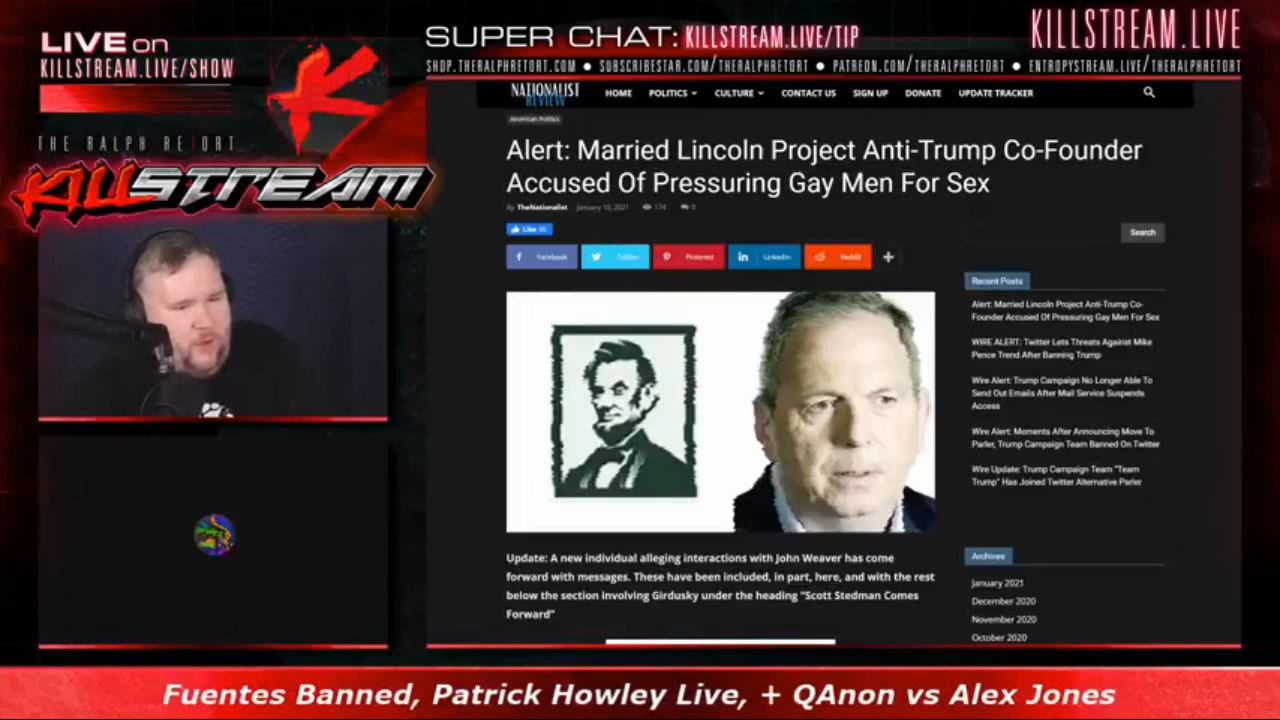 LIVE on
KILLSTREAM.LIVE/SHOW
K
THE RALPH RETORT
KILLSTREAM
SUPER CHAT: KILLSTREAM.LIVE/TIP
KILLSTREAM.LIVE
SHOP.THERALPHRETORT.COM ● SUBSCRIBESTAR.COM/THERALPHRETORT ● PATREON.COM/THERALPHRETORT ● ENTROPYSTREAM.LIVE/THERALPHRETORT
NATIONALIST
REVIEW
HOME POLITICS CULTURE CONTACT US SIGN UP DONATE UPDATE TRACKER
American Politics
Alert: Married Lincoln Project Anti-Trump Co-Founder
Accused Of Pressuring Gay Men For Sex
By TheNationalist January 10, 2021 174 0
Like 95
Facebook Twitter Pinterest Linkedin ReddIt
Search
Recent Posts
Alert: Married Lincoln Project Anti-Trump Co-
Founder Accused Of Pressuring Gay Men For Sex
WIRE ALERT: Twitter Lets Threats Against Mike
Pence Trend After Banning Trump
Wire Alert: Trump Campaign No Longer Able To
Send Out Emails After Mail Service Suspends
Access
Wire Alert: Moments After Announcing Move To
Parler, Trump Campaign Team Banned On Twitter
Wire Update: Trump Campaign Team "Team
Trump" Has Joined Twitter Alternative Parler
Update: A new individual alleging interactions with John Weaver has come
forward with messages. These have been included, in part, here, and with the rest
below the section involving Girdusky under the heading "Scott Stedman Comes
Forward"
Archives
January 2021
December 2020
November 2020
October 2020
Fuentes Banned, Patrick Howley Live, + QAnon vs Alex Jones